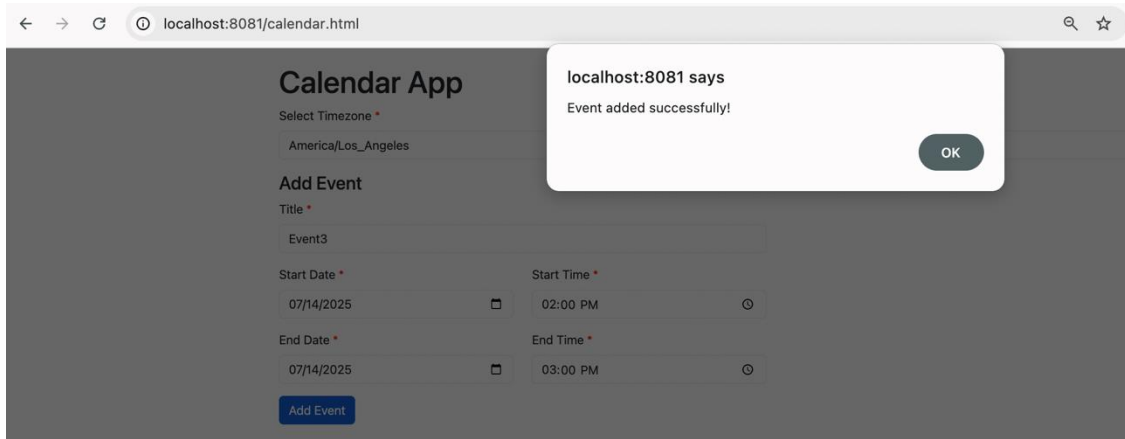 localhost:8081/calendar.html
localhost:8081 says
Event added successfully!
OK
Calendar App
Select Timezone *
America/Los_Angeles
Add Event
Title *
Event3
Start Date * Start Time *
07/14/2025 02:00 PM
End Date * End Time *
07/14/2025 03:00 PM
Add Event